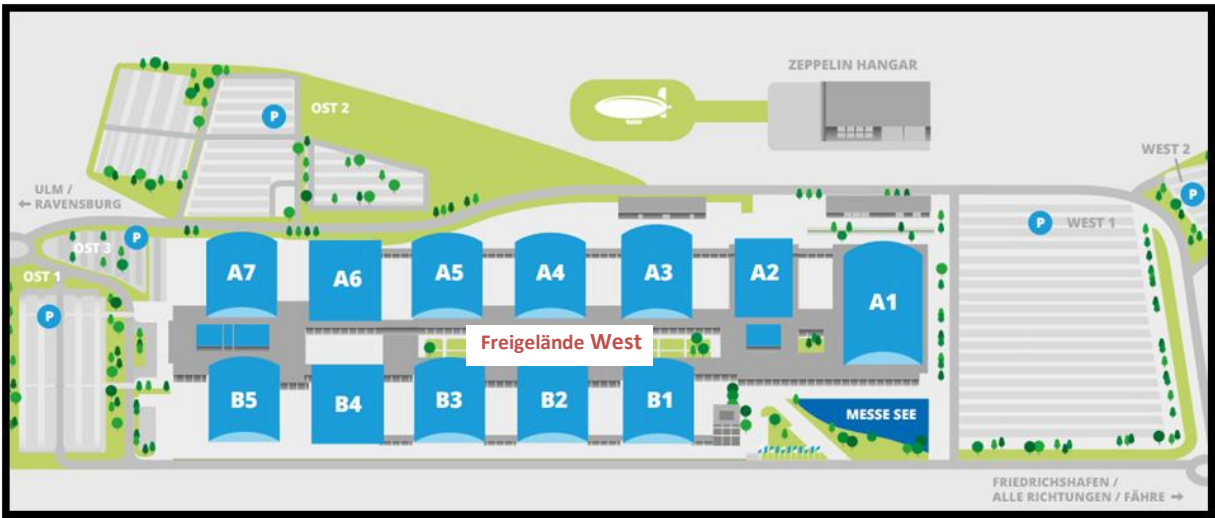 ZEPPELIN HANGAR
OST 2
P
WEST 2
P
ULM /
← RAVENSBURG
P
WEST 1
OST 3
P
OST 1
P
A7
A6
A5
A4
A3
A2
A1
Freigelände West
B5
B4
B3
B2
B1
MESSE SEE
FRIEDRICHSHAFEN /
ALLE RICHTUNGEN / FÄHRE →